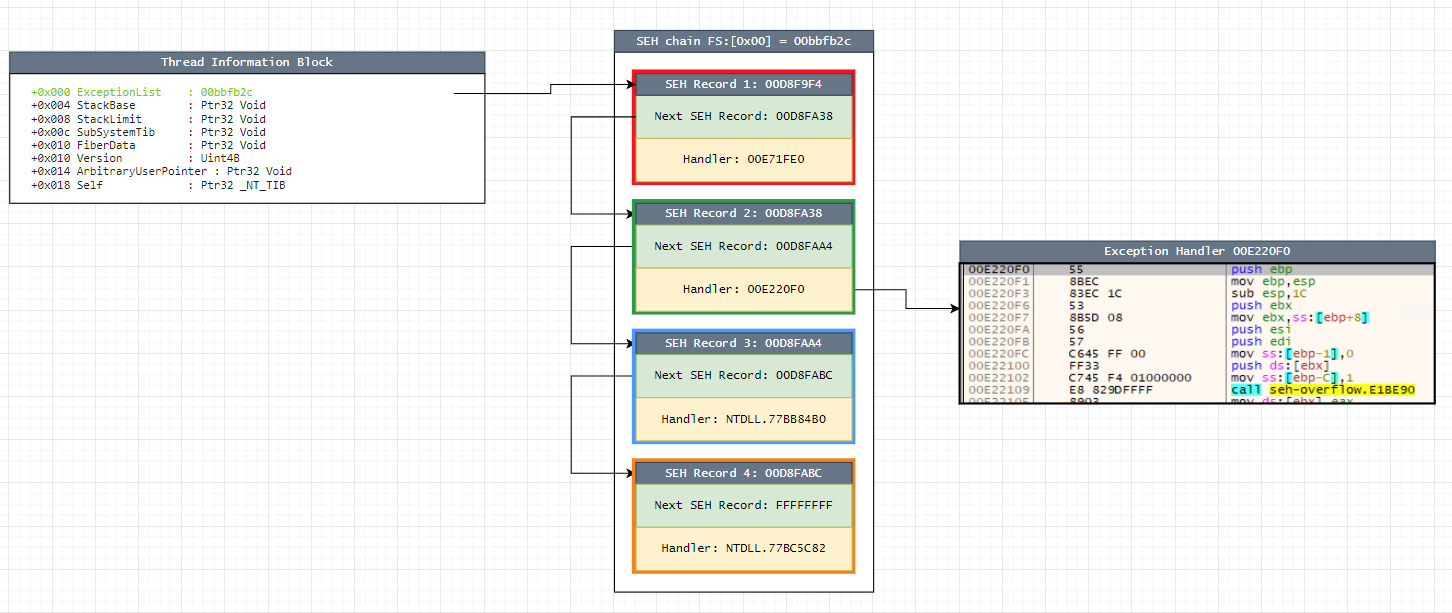 Thread Information Block
+0x000 ExceptionList : 00bbfb2c
+0x004 StackBase : Ptr32 Void
+0x008 StackLimit : Ptr32 Void
+0x00c SubSystemTib : Ptr32 Void
+0x010 FiberData : Ptr32 Void
+0x010 Version : Uint4B
+0x014 ArbitraryUserPointer : Ptr32 Void
+0x018 Self : Ptr32 _NT_TIB
SEH chain FS:[0x00] = 00bbfb2c
SEH Record 1: 00D8F9F4
Next SEH Record: 00D8FA38
Handler: 00E71FE0
SEH Record 2: 00D8FA38
Next SEH Record: 00D8FAA4
Handler: 00E220F0
SEH Record 3: 00D8FAA4
Next SEH Record: 00D8FABC
Handler: NTDLL.77BB84B0
SEH Record 4: 00D8FABC
Next SEH Record: FFFFFFFF
Handler: NTDLL.77BC5C82
Exception Handler 00E220F0
00E220F0 55 push ebp
00E220F1 8BEC mov ebp,esp
00E220F3 83EC 1C sub esp,1C
00E220F6 53 push ebx
00E220F7 8B5D 08 mov ebx,ss:[ebp+8]
00E220FA 56 push esi
00E220FB 57 push edi
00E220FC C645 FF 00 mov ss:[ebp-1],0
00E22100 FF33 push ds:[ebx]
00E22102 C745 F4 01000000 mov ss:[ebp-C],1
00E22109 E8 829DFFFF call seh-overflow.E1BE90
00E2210E 8903 mov ds:[ebx],eax